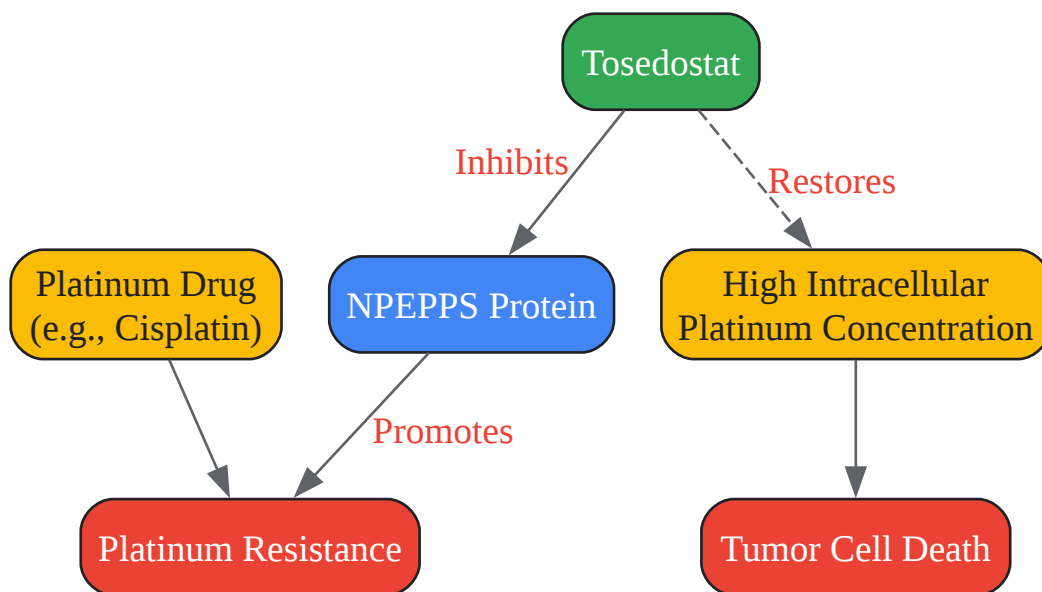 Tosedostat
Inhibits
Restores
Platinum Drug
(e.g., Cisplatin)
NPEPPS Protein
High Intracellular
Platinum Concentration
Promotes
Platinum Resistance
Tumor Cell Death